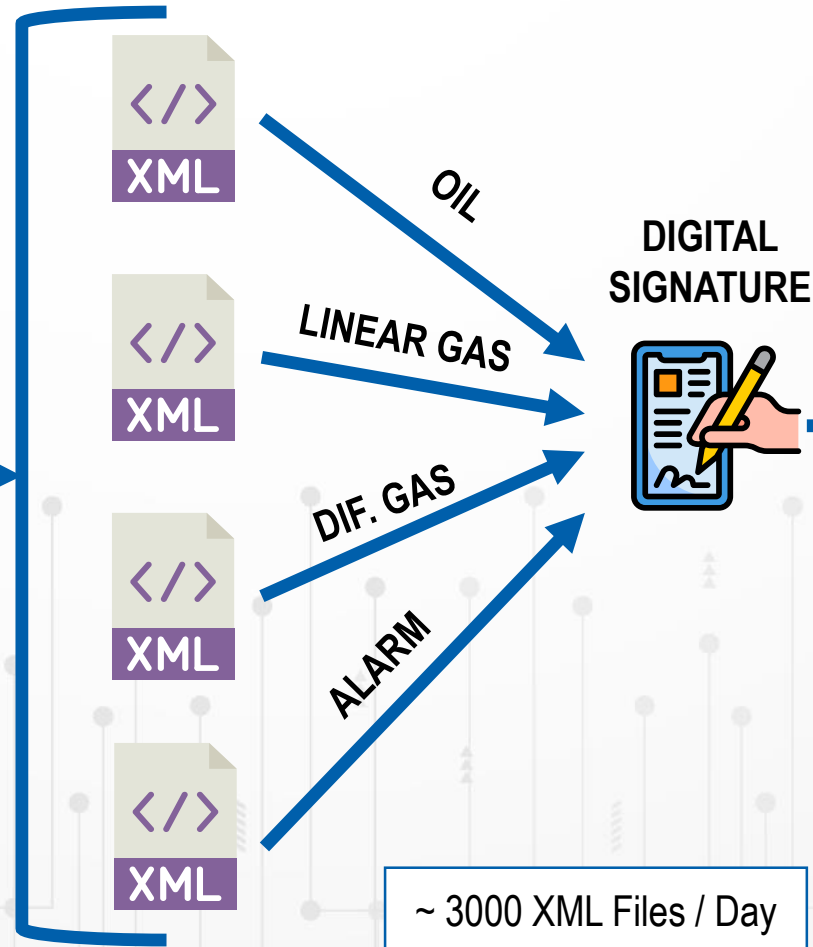 </>
XML
OIL
DIGITAL
SIGNATURE
</>
XML
LINEAR GAS
</>
XML
DIF. GAS
</>
XML
ALARM
~ 3000 XML Files / Day